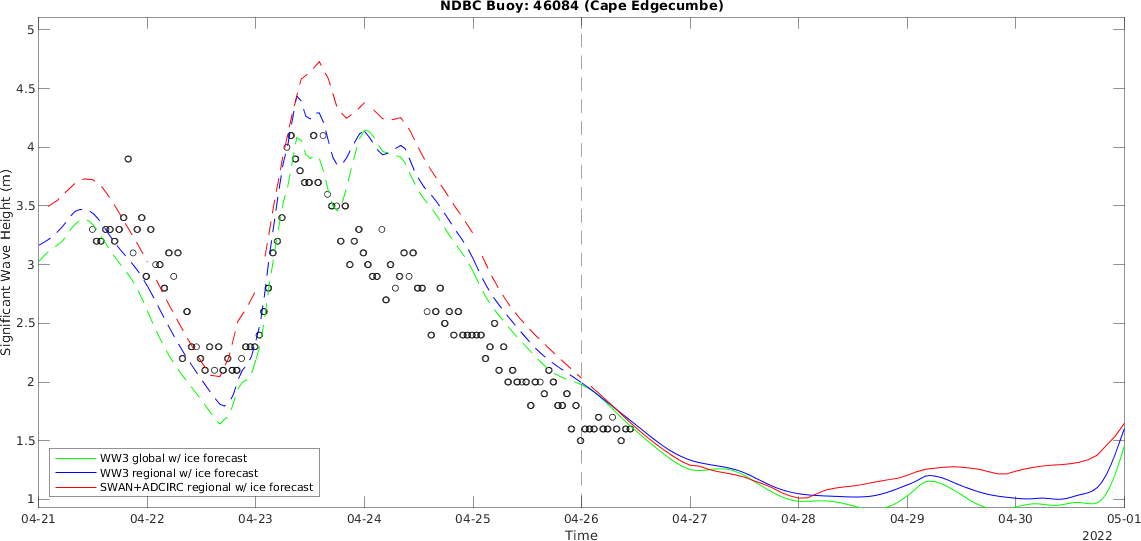 NDBC Buoy: 46084 (Cape Edgecumbe)
5
4.5
4
3.5
3
2.5
2
1.5
1
Significant Wave Height (m)
WW3 global w/ ice forecast
WW3 regional w/ ice forecast
SWAN+ADCIRC regional w/ ice forecast
04-21 04-22 04-23 04-24 04-25 04-26 04-27 04-28 04-29 04-30 05-01
Time
2022